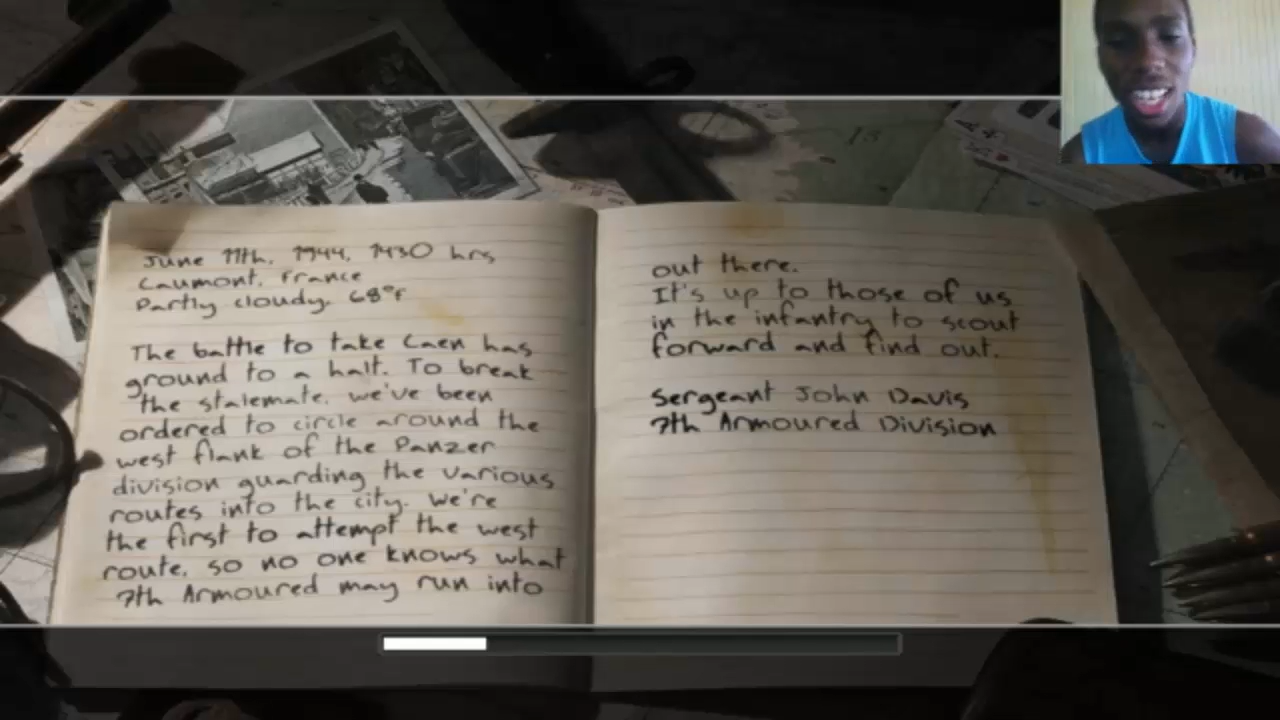 June 11th, 1944, 1430 hrs
Caumont, France
Partly cloudy, 68°F
The battle to take Caen has
ground to a halt. To break
the stalemate, we've been
ordered to circle around the
west flank of the Panzer
division guarding the various
routes into the city. We're
the first to attempt the west
route, so no one knows what
7th Armoured may run into
out there.
It's up to those of us
in the infantry to scout
forward and find out.
Sergeant John Davis
7th Armoured Division